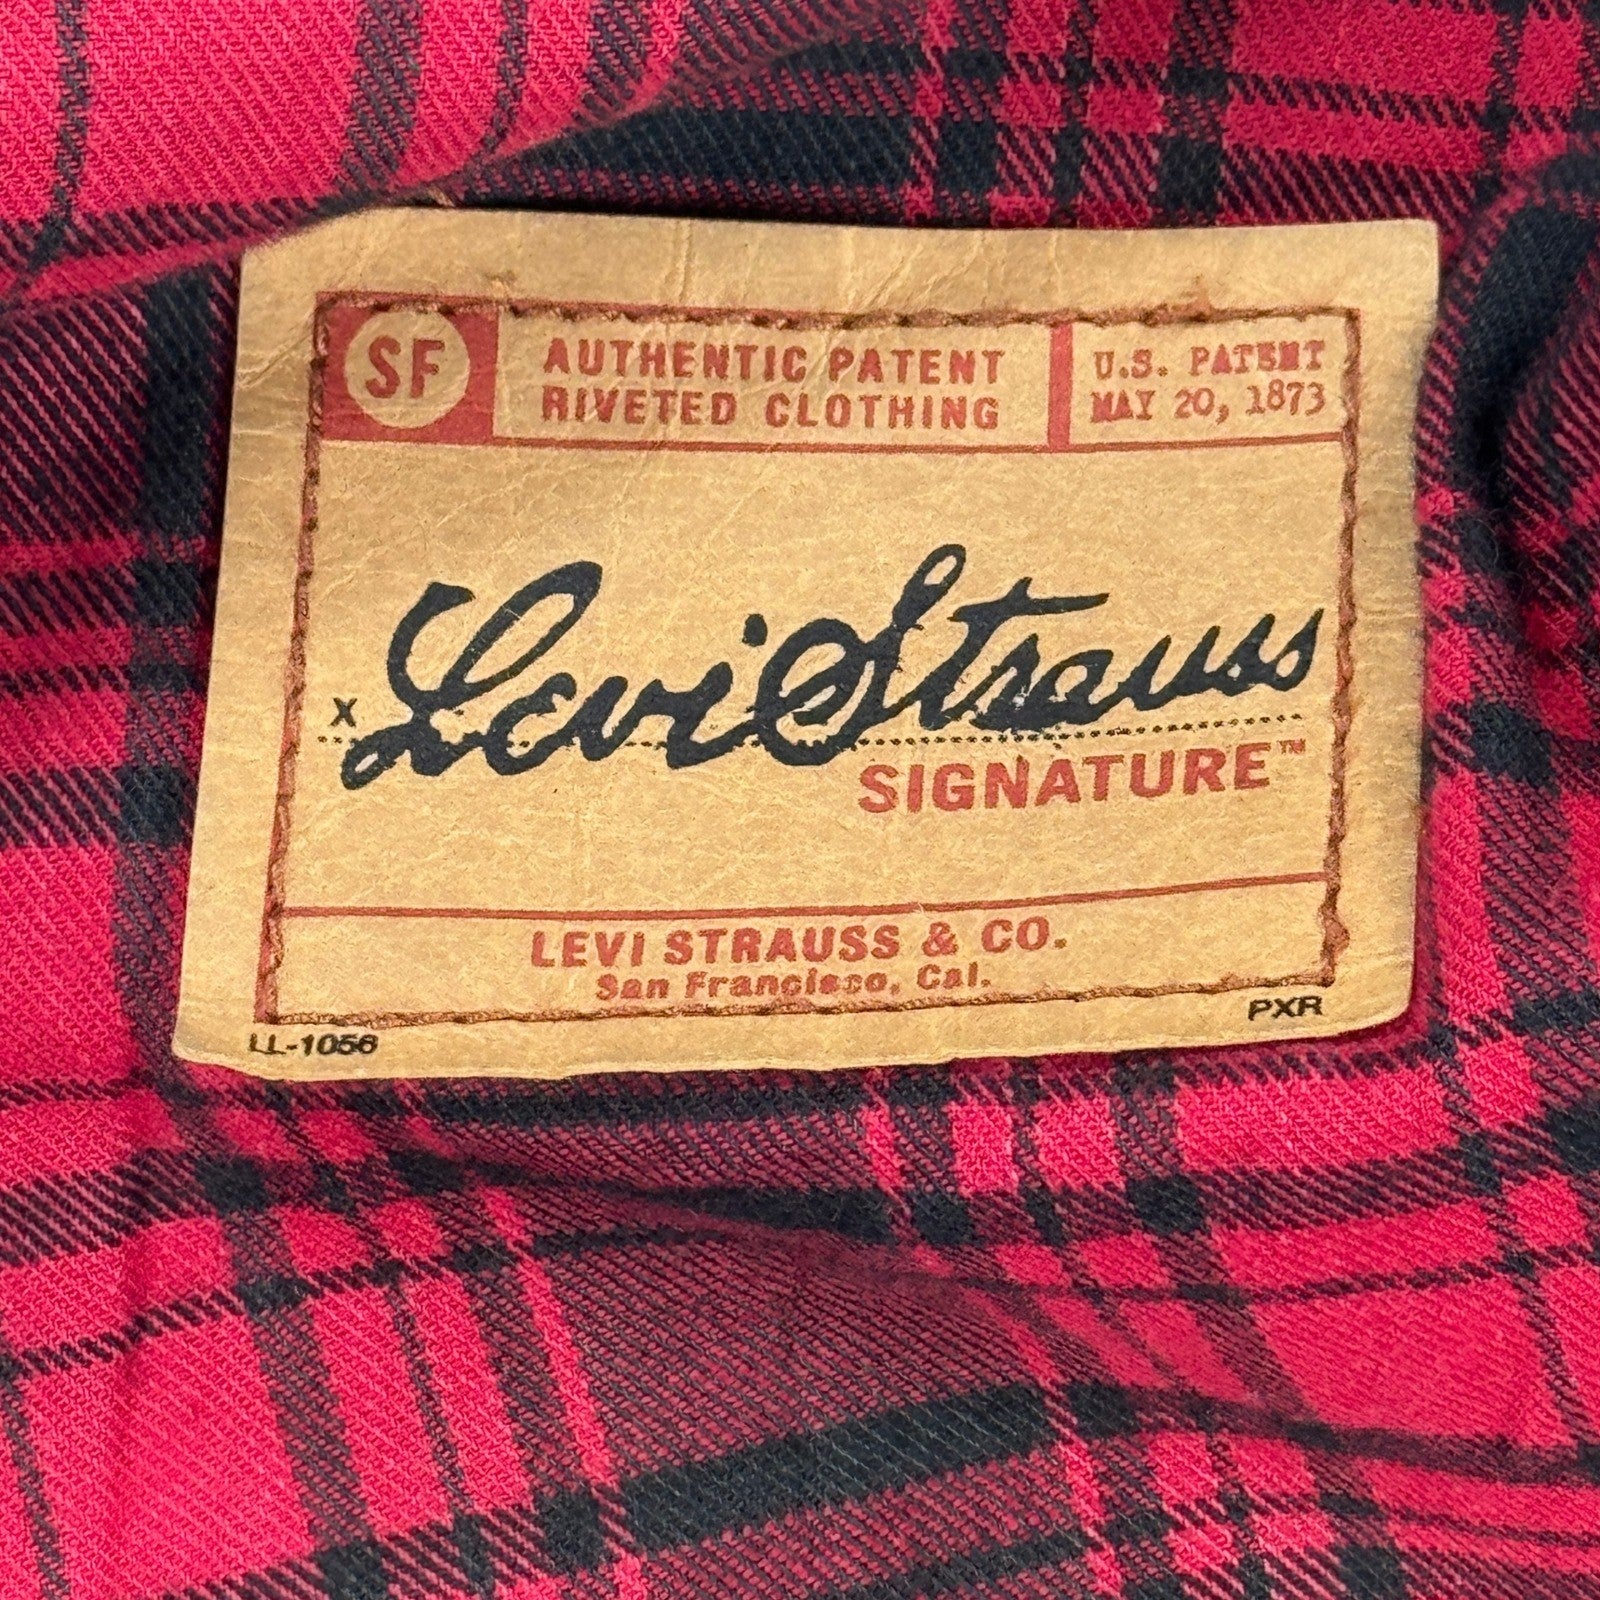 SF
AUTHENTIC PATENT
RIVETED CLOTHING
U.S. PATENT
MAY 20, 1873
x Levi Strauss
SIGNATURE™
LEVI STRAUSS & CO.
San Francisco, Cal.
LL-1056
PXR